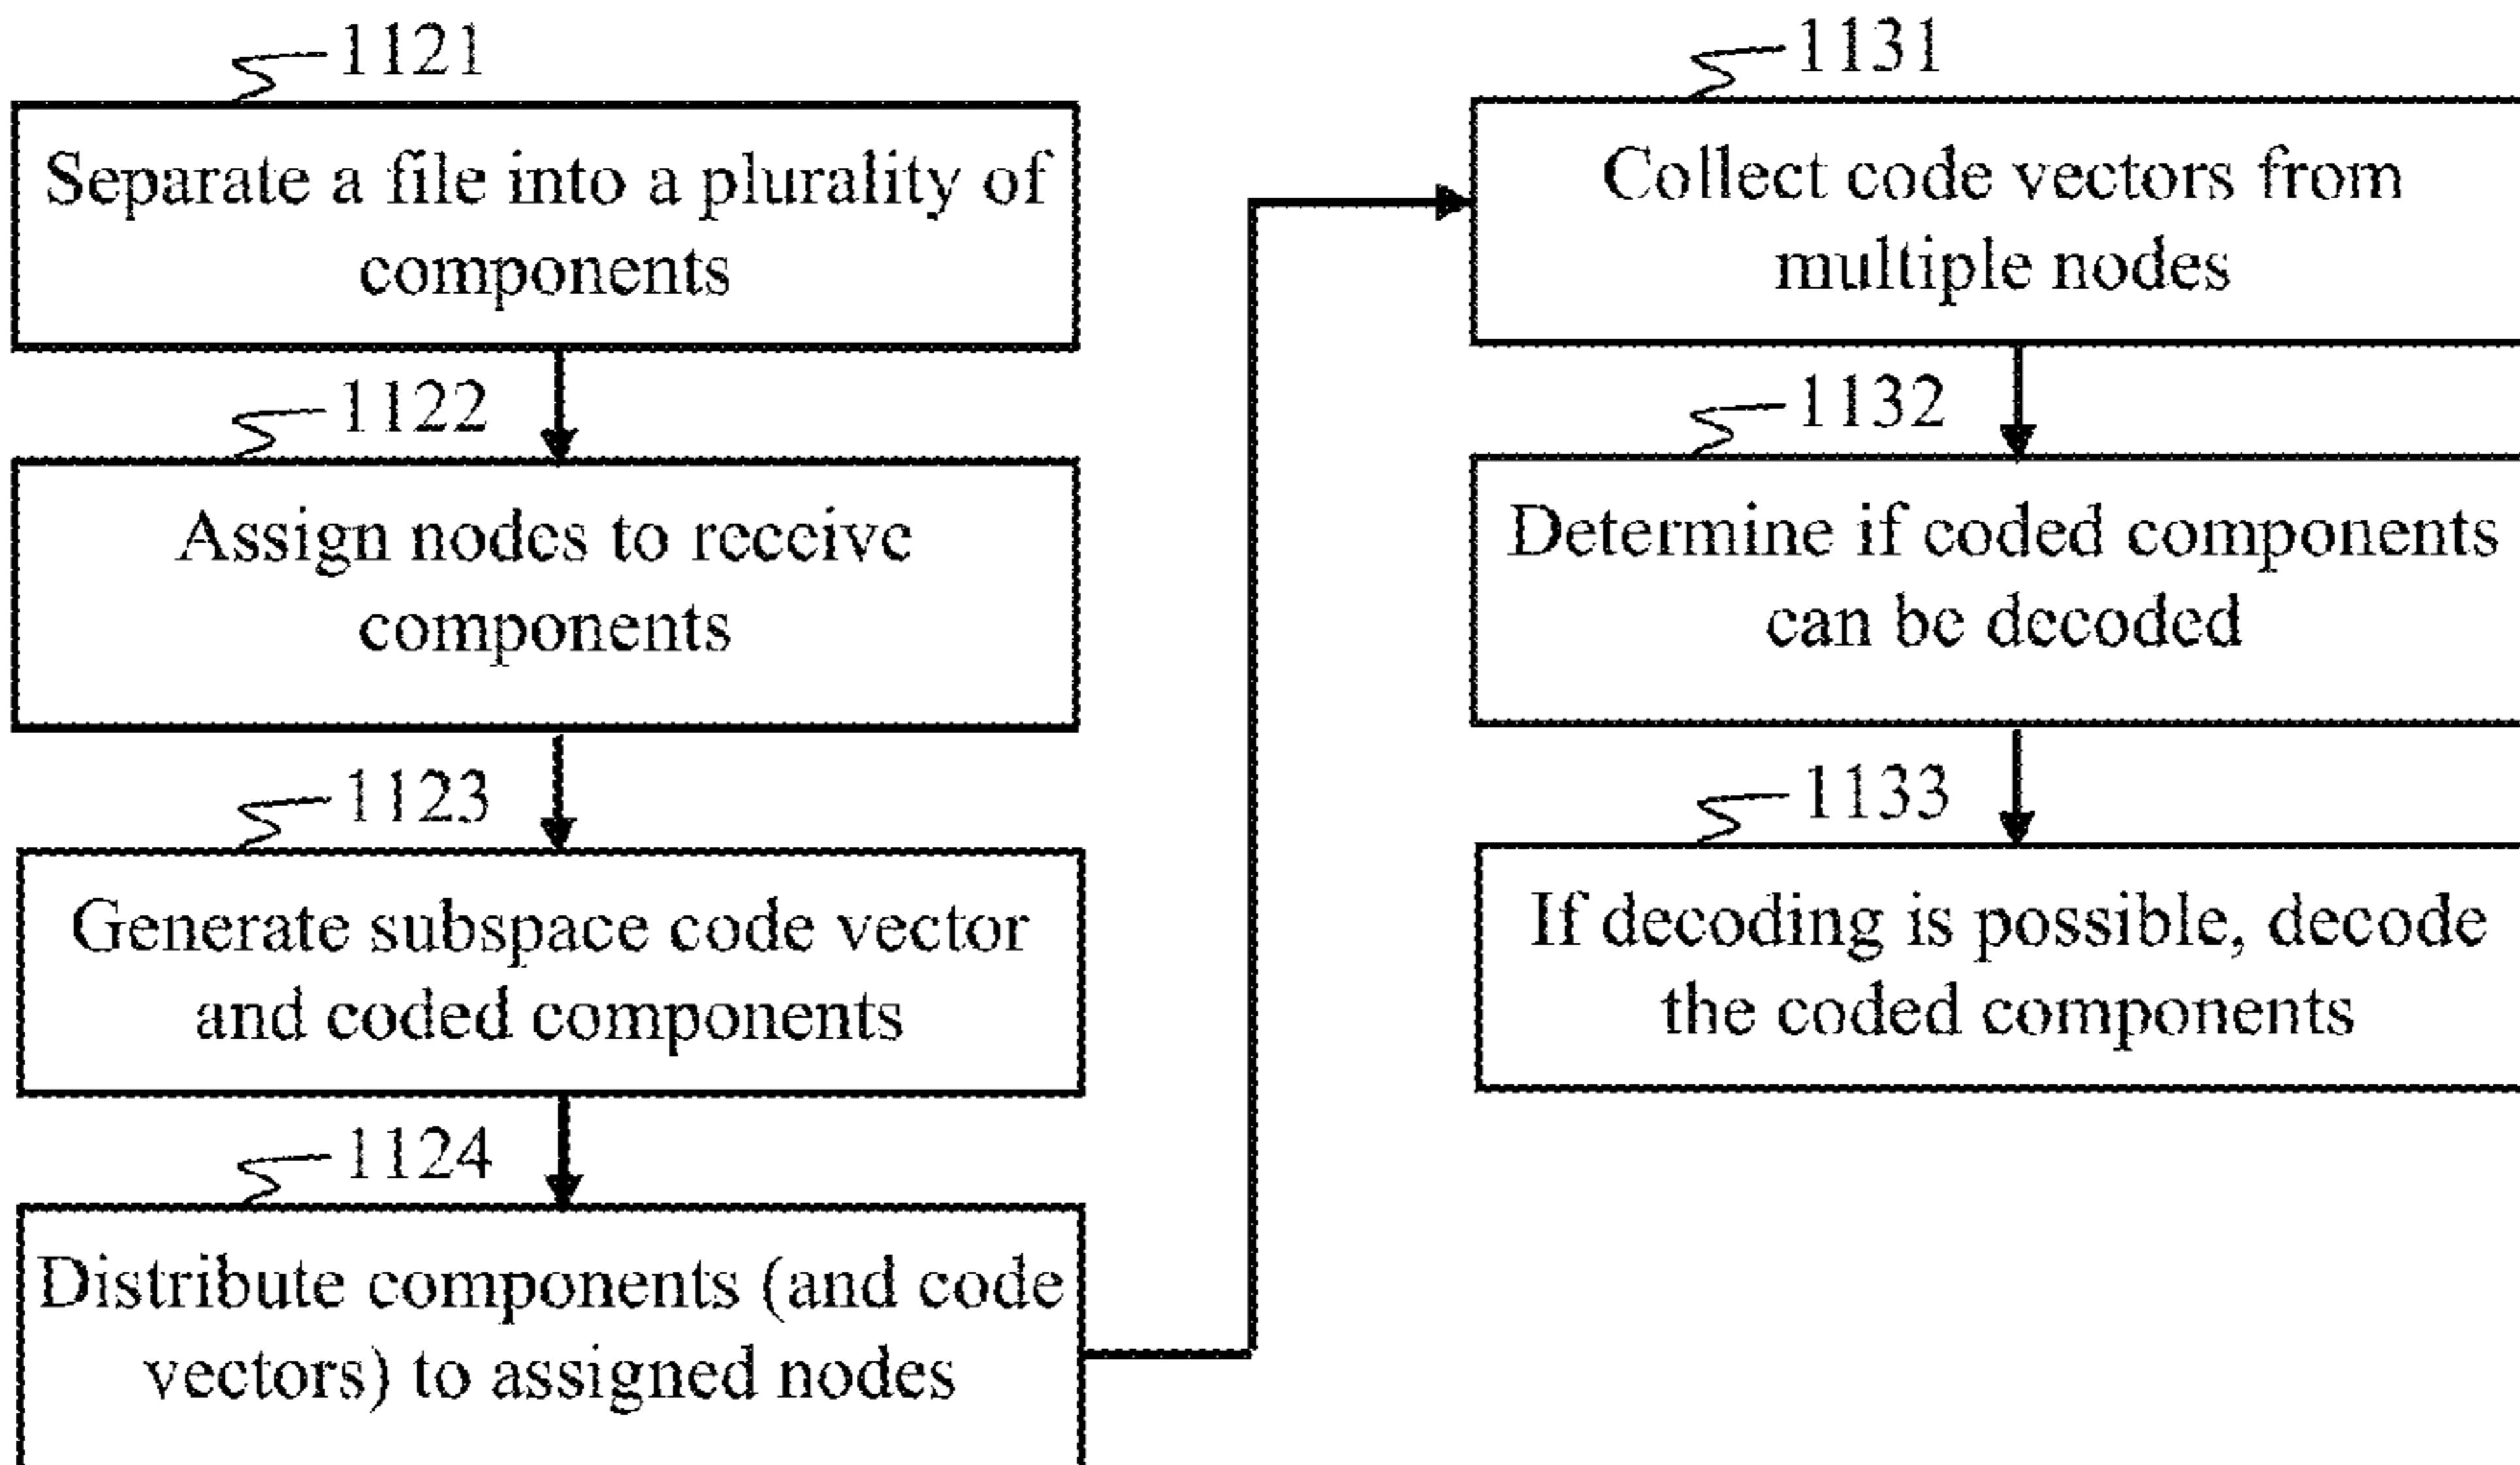 1121
Separate a file into a plurality of
components
1122
Assign nodes to receive
components
1123
Generate subspace code vector
and coded components
1124
Distribute components (and code
vectors) to assigned nodes
1131
Collect code vectors from
multiple nodes
1132
Determine if coded components
can be decoded
1133
If decoding is possible, decode
the coded components